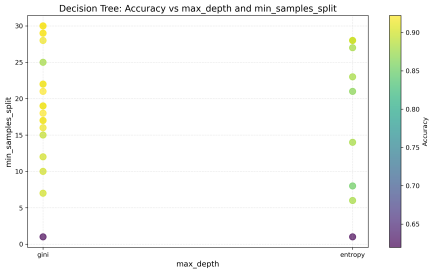 Decision Tree: Accuracy vs max_depth and min_samples_split
30
25
20
15
10
5
0
min_samples_split
gini
entropy
max_depth
0.90
0.85
0.80
0.75
0.70
0.65
Accuracy